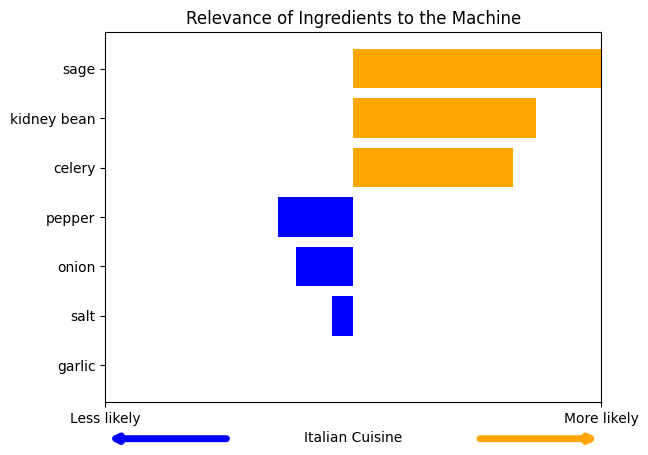 Relevance of Ingredients to the Machine
sage
kidney bean
celery
pepper
onion
salt
garlic
Less likely
More likely
Italian Cuisine